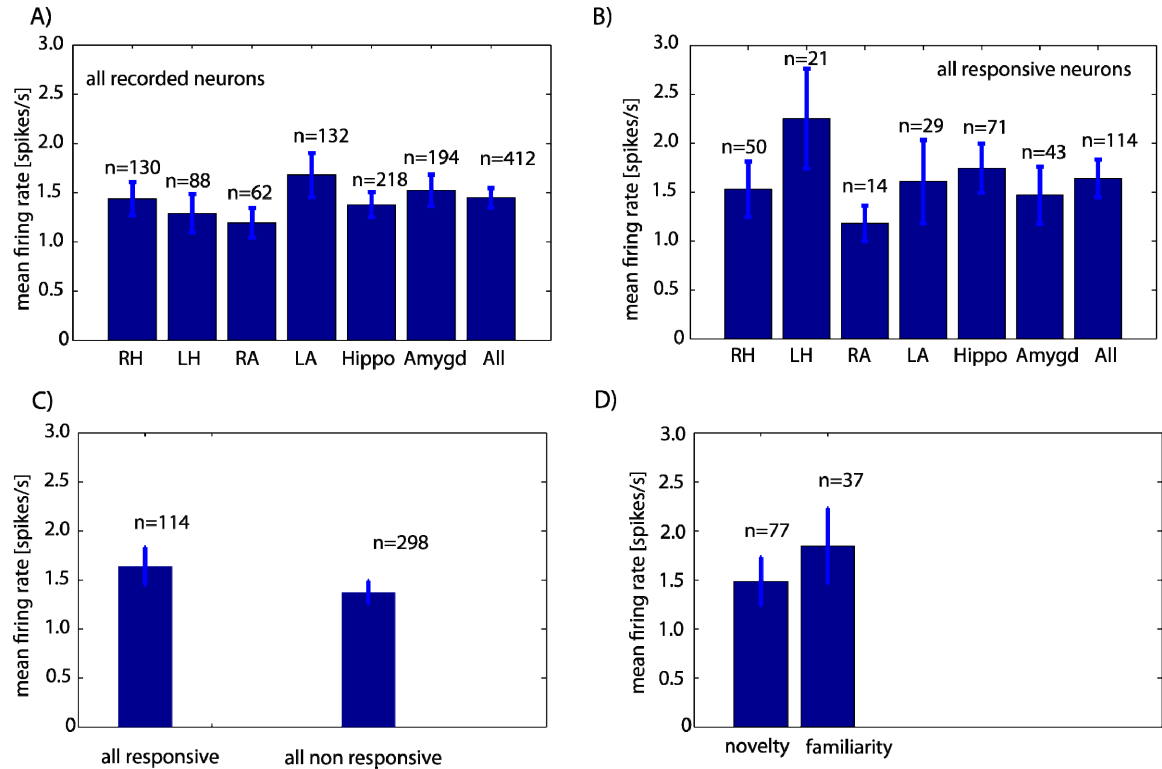 A)
all recorded neurons
mean firing rate [spikes/s]
3.0
2.5
2.0
1.5
1.0
0.5
0
n=130
n=88
n=62
n=132
n=218
n=194
n=412
RH LH RA LA Hippo Amygd All
B)
all responsive neurons
mean firing rate [spikes/s]
3.0
2.5
2.0
1.5
1.0
0.5
0
n=50
n=21
n=14
n=29
n=71
n=43
n=114
RH LH RA LA Hippo Amygd All
C)
mean firing rate [spikes/s]
3.0
2.5
2.0
1.5
1.0
0.5
0
n=114
n=298
all responsive all non responsive
D)
mean firing rate [spikes/s]
3.0
2.5
2.0
1.5
1.0
0.5
0
n=77
n=37
novelty familiarity